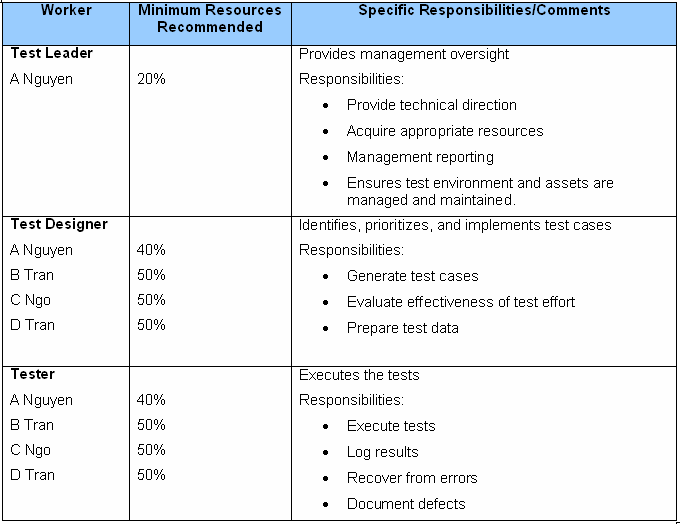 Worker Minimum Resources Recommended Specific Responsibilities/Comments
Test Leader Provides management oversight
A Nguyen 20% Responsibilities:
• Provide technical direction
• Acquire appropriate resources
• Management reporting
• Ensures test environment and assets are
managed and maintained.
Test Designer Identifies, prioritizes, and implements test cases
A Nguyen 40% Responsibilities:
B Tran 50% • Generate test cases
C Ngo 50% • Evaluate effectiveness of test effort
D Tran 50% • Prepare test data
Tester Executes the tests
A Nguyen 40% Responsibilities:
B Tran 50% • Execute tests
C Ngo 50% • Log results
D Tran 50% • Recover from errors
• Document defects